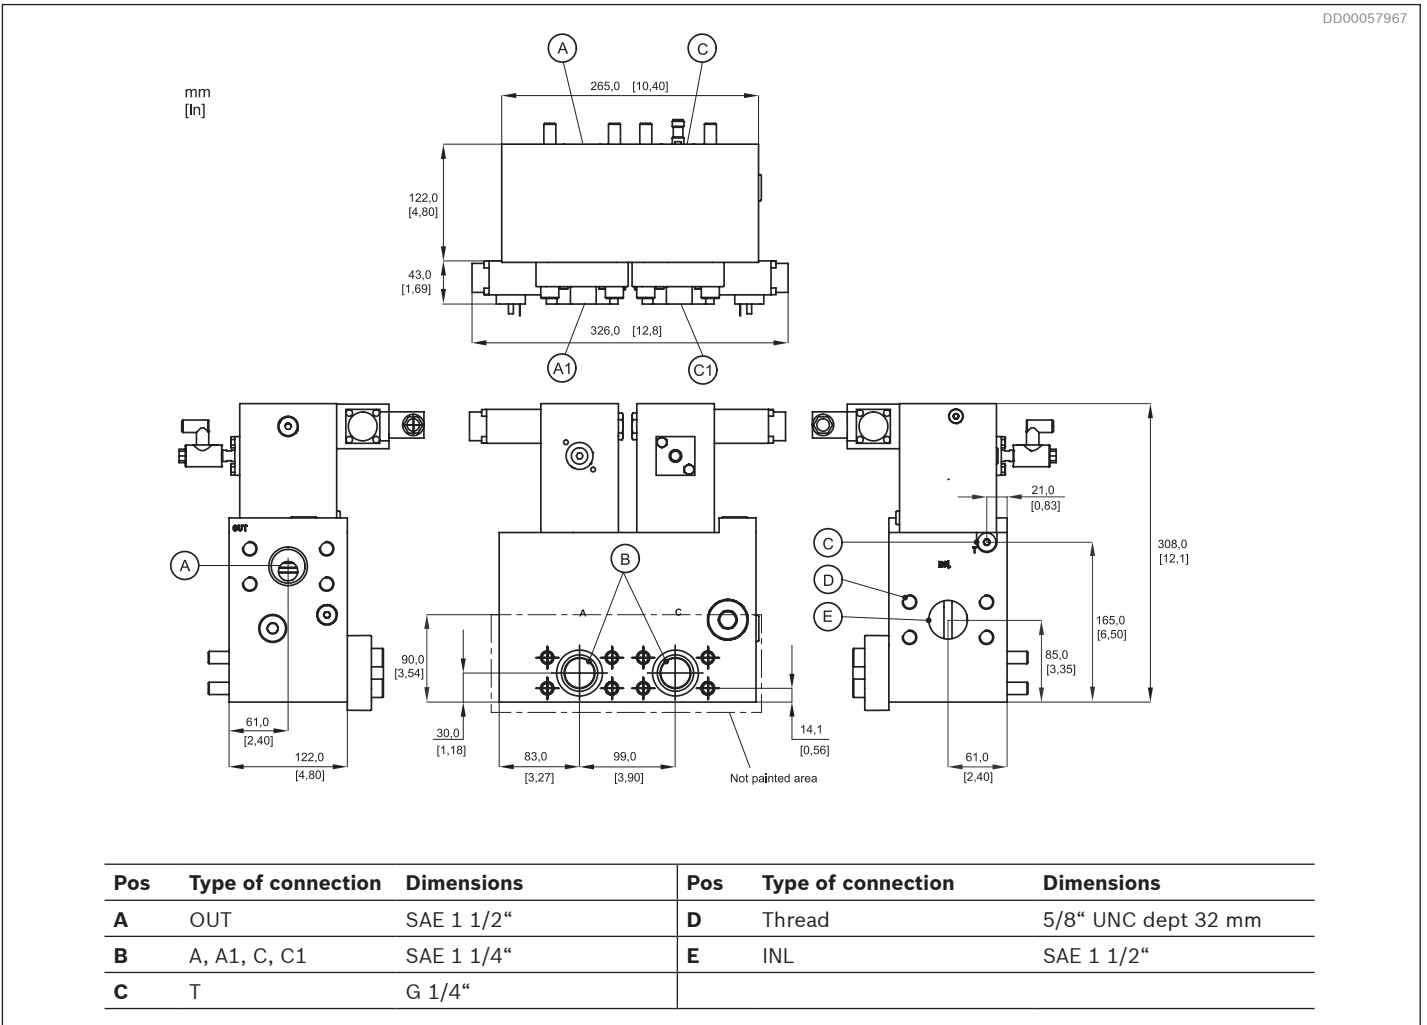 DD00057967
A
C
mm
[In]
265,0 [10,40]
122,0
[4,80]
43,0
[1,69]
326,0 [12,8]
A1
C1
OUT
A
61,0
[2,40]
122,0
[4,80]
B
A
C
90,0
[3,54]
30,0
[1,18]
83,0
[3,27]
99,0
[3,90]
14,1
[0,56]
Not painted area
21,0
[0,83]
C
T
D
E
308,0
[12,1]
165,0
[6,50]
85,0
[3,35]
61,0
[2,40]
Pos Type of connection Dimensions Pos Type of connection Dimensions
A OUT SAE 1 1/2“ D Thread 5/8“ UNC dept 32 mm
B A, A1, C, C1 SAE 1 1/4“ E INL SAE 1 1/2“
C T G 1/4“